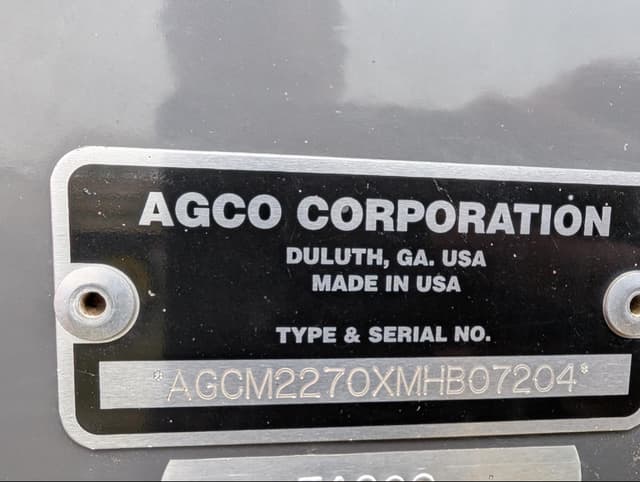 AGCO CORPORATION
DULUTH, GA. USA
MADE IN USA
TYPE & SERIAL NO.
*AGCM2270XMHB07204*